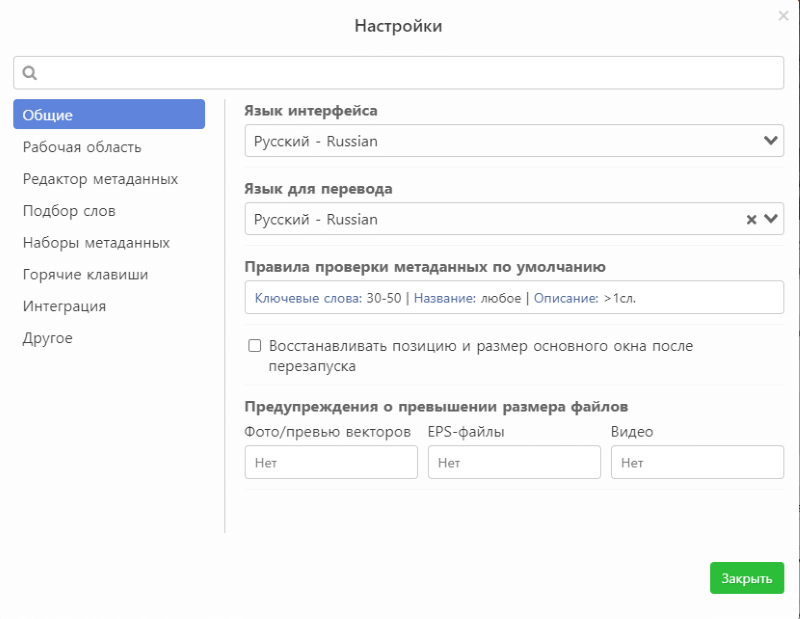 Настройки
Общие
Рабочая область
Редактор метаданных
Подбор слов
Наборы метаданных
Горячие клавиши
Интеграция
Другое
Язык интерфейса
Русский - Russian
Язык для перевода
Русский - Russian
Правила проверки метаданных по умолчанию
Ключевые слова: 30-50 | Название: любое | Описание: >1сл.
Восстанавливать позицию и размер основного окна после
перезапуска
Предупреждения о превышении размера файлов
Фото/превью векторов EPS-файлы Видео
Нет Нет Нет
Закрыть